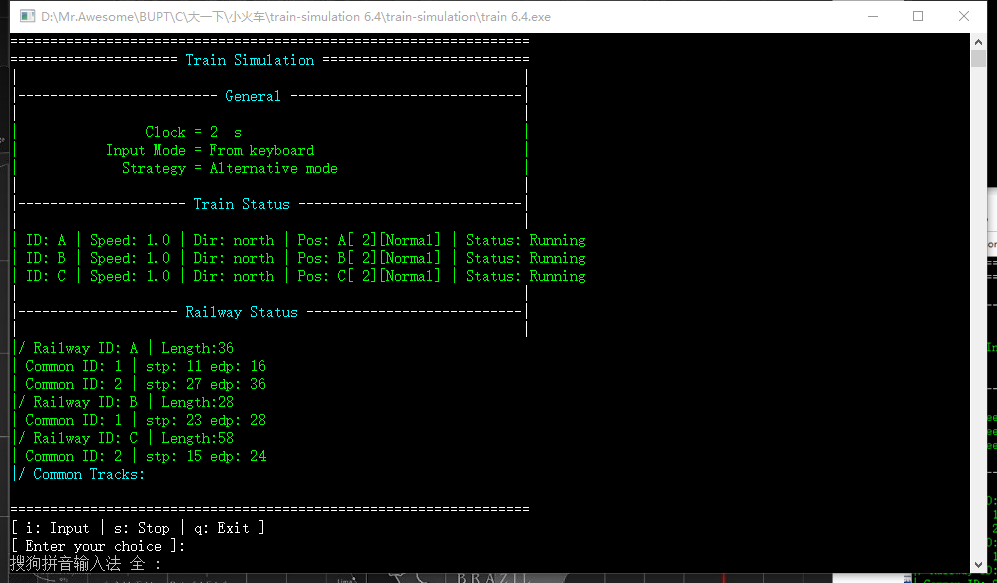 D:\Mr.Awesome\BUPT\C\大一下\小火车\train-simulation 6.4\train-simulation\train 6.4.exe
=================================================================
===================== Train Simulation ==========================
|------------------------- General -----------------------------|
Clock = 2 s
Input Mode = From keyboard
Strategy = Alternative mode
|--------------------- Train Status ----------------------------|
| ID: A | Speed: 1.0 | Dir: north | Pos: A[ 2][Normal] | Status: Running
| ID: B | Speed: 1.0 | Dir: north | Pos: B[ 2][Normal] | Status: Running
| ID: C | Speed: 1.0 | Dir: north | Pos: C[ 2][Normal] | Status: Running
|-------------------- Railway Status ---------------------------|
|/ Railway ID: A | Length:36
| Common ID: 1 | stp: 11 edp: 16
| Common ID: 2 | stp: 27 edp: 36
|/ Railway ID: B | Length:28
| Common ID: 1 | stp: 23 edp: 28
|/ Railway ID: C | Length:58
| Common ID: 2 | stp: 15 edp: 24
|/ Common Tracks:
=================================================================
[ i: Input | s: Stop | q: Exit ]
[ Enter your choice ]:
搜狗拼音输入法 全 :
BRAZIL